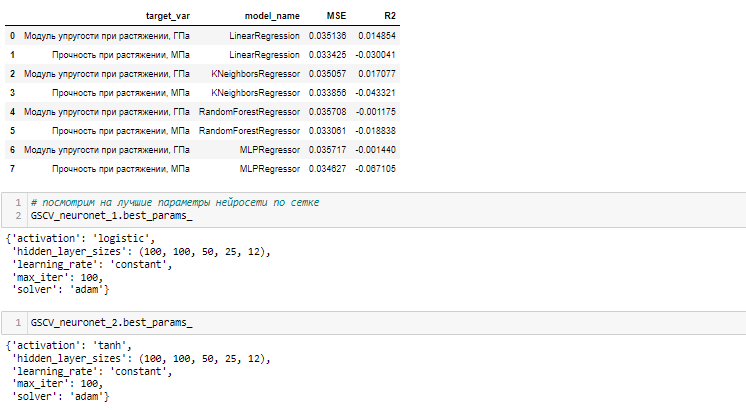 target_var model_name MSE R2
0 Модуль упругости при растяжении, ГПа LinearRegression 0.035136 0.014854
1 Прочность при растяжении, МПа LinearRegression 0.033425 -0.030041
2 Модуль упругости при растяжении, ГПа KNeighborsRegressor 0.035057 0.017077
3 Прочность при растяжении, МПа KNeighborsRegressor 0.033856 -0.043321
4 Модуль упругости при растяжении, ГПа RandomForestRegressor 0.035708 -0.001175
5 Прочность при растяжении, МПа RandomForestRegressor 0.033061 -0.018838
6 Модуль упругости при растяжении, ГПа MLPRegressor 0.035717 -0.001440
7 Прочность при растяжении, МПа MLPRegressor 0.034627 -0.067105
1 # посмотрим на лучшие параметры нейросети по сетке
2 GSCV_neuronet_1.best_params_
{'activation': 'logistic',
'hidden_layer_sizes': (100, 100, 50, 25, 12),
'learning_rate': 'constant',
'max_iter': 100,
'solver': 'adam'}
1 GSCV_neuronet_2.best_params_
{'activation': 'tanh',
'hidden_layer_sizes': (100, 100, 50, 25, 12),
'learning_rate': 'constant',
'max_iter': 100,
'solver': 'adam'}